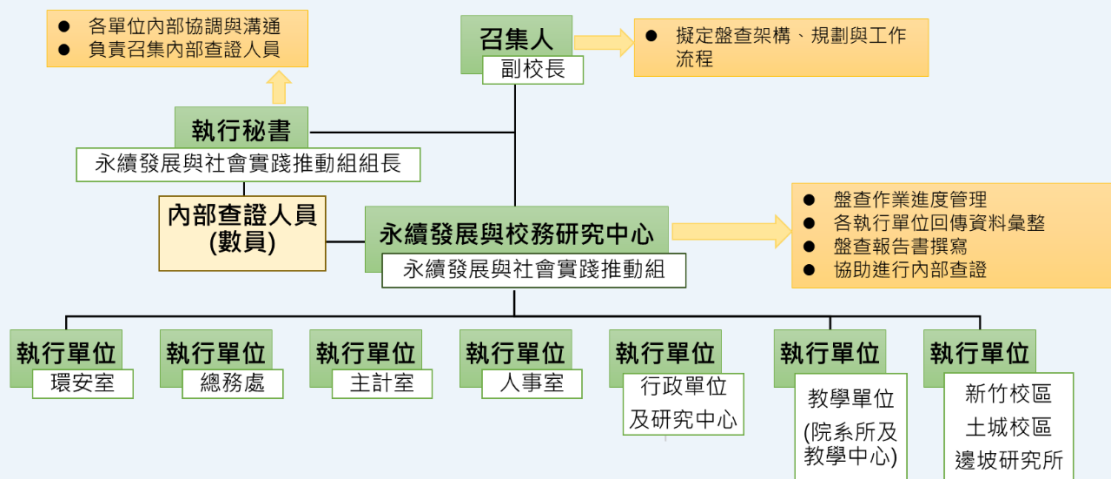 ● 各單位內部協調與溝通
● 負責召集內部查證人員
召集人
副校長
● 擬定盤查架構、規劃與工作
流程
執行秘書
永續發展與社會實踐推動組組長
內部查證人員
(數員)
永續發展與校務研究中心
永續發展與社會實踐推動組
● 盤查作業進度管理
● 各執行單位回傳資料彙整
● 盤查報告書撰寫
● 協助進行內部查證
執行單位
環安室
執行單位
總務處
執行單位
主計室
執行單位
人事室
執行單位
行政單位
及研究中心
執行單位
教學單位
(院系所及
教學中心)
執行單位
新竹校區
土城校區
邊坡研究所